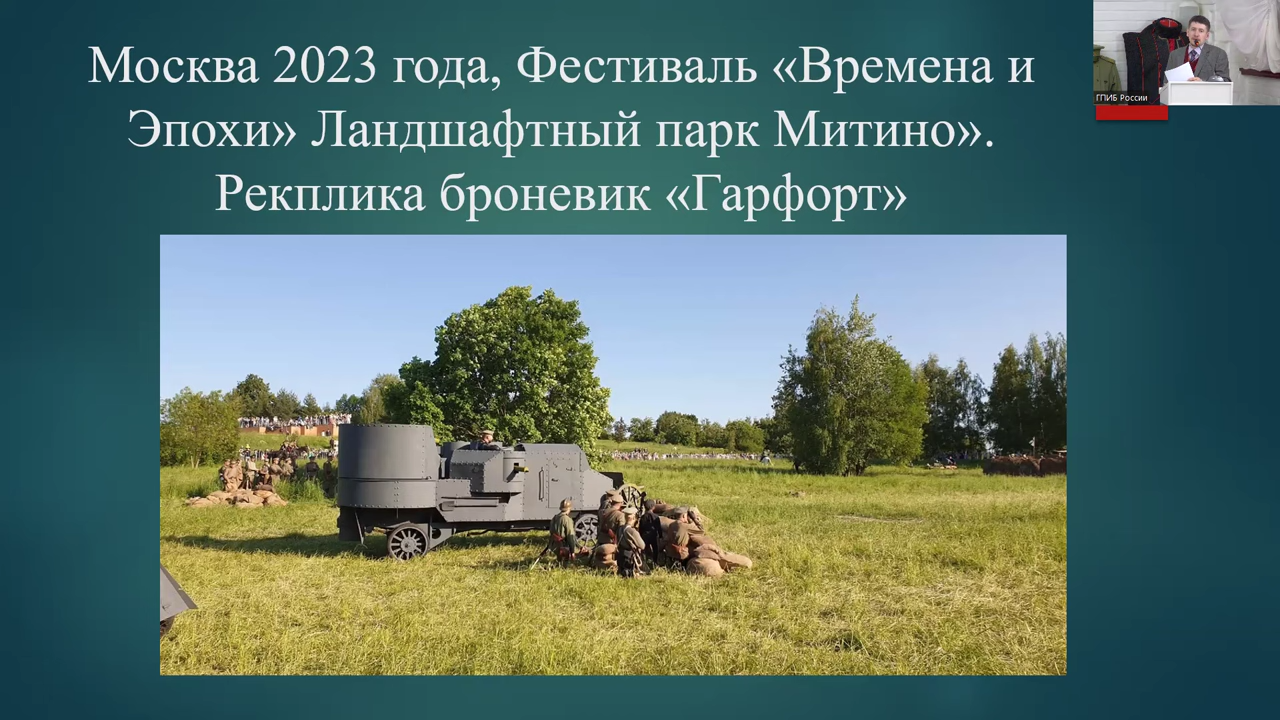 Москва 2023 года, Фестиваль «Времена и
Эпохи» Ландшафтный парк Митино».
Рекплика броневик «Гарфорт»
ГПИБ России